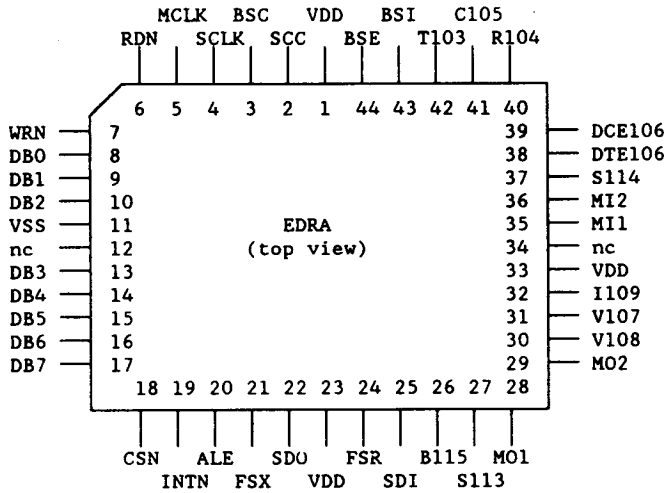 MCLK BSC VDD BSI C105
RDN SCLK SCC BSE T103 R104
6 5 4 3 2 1 44 43 42 41 40
WRN 7 39 DCE106
DB0 8 38 DTE106
DB1 9 37 S114
DB2 10 36 MI2
VSS 11 EDRA 35 MI1
nc 12 (top view) 34 nc
DB3 13 33 VDD
DB4 14 32 I109
DB5 15 31 V107
DB6 16 30 V108
DB7 17 29 MO2
18 19 20 21 22 23 24 25 26 27 28
CSN ALE SDO FSR B115 MO1
INTN FSX VDD SDI S113